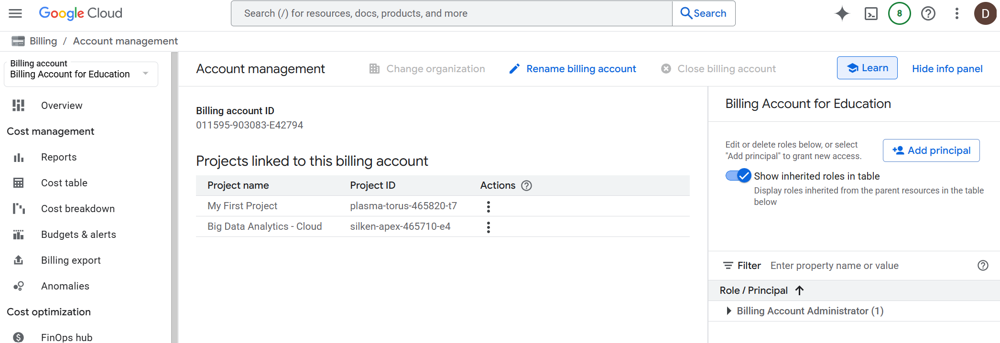 Google Cloud
Search (/) for resources, docs, products, and more
Search
8
D
Billing / Account management
Billing account
Billing Account for Education
Overview
Cost management
Reports
Cost table
Cost breakdown
Budgets & alerts
Billing export
Anomalies
Cost optimization
FinOps hub
Account management
Change organization
Rename billing account
Close billing account
Learn
Hide info panel
Billing account ID
011595-903083-E42794
Projects linked to this billing account
Project name Project ID Actions
My First Project plasma-torus-465820-t7
Big Data Analytics - Cloud silken-apex-465710-e4
Billing Account for Education
Edit or delete roles below, or select
"Add principal" to grant new access.
Add principal
Show inherited roles in table
Display roles inherited from the parent resources in the table
below
Filter Enter property name or value
Role / Principal
Billing Account Administrator (1)